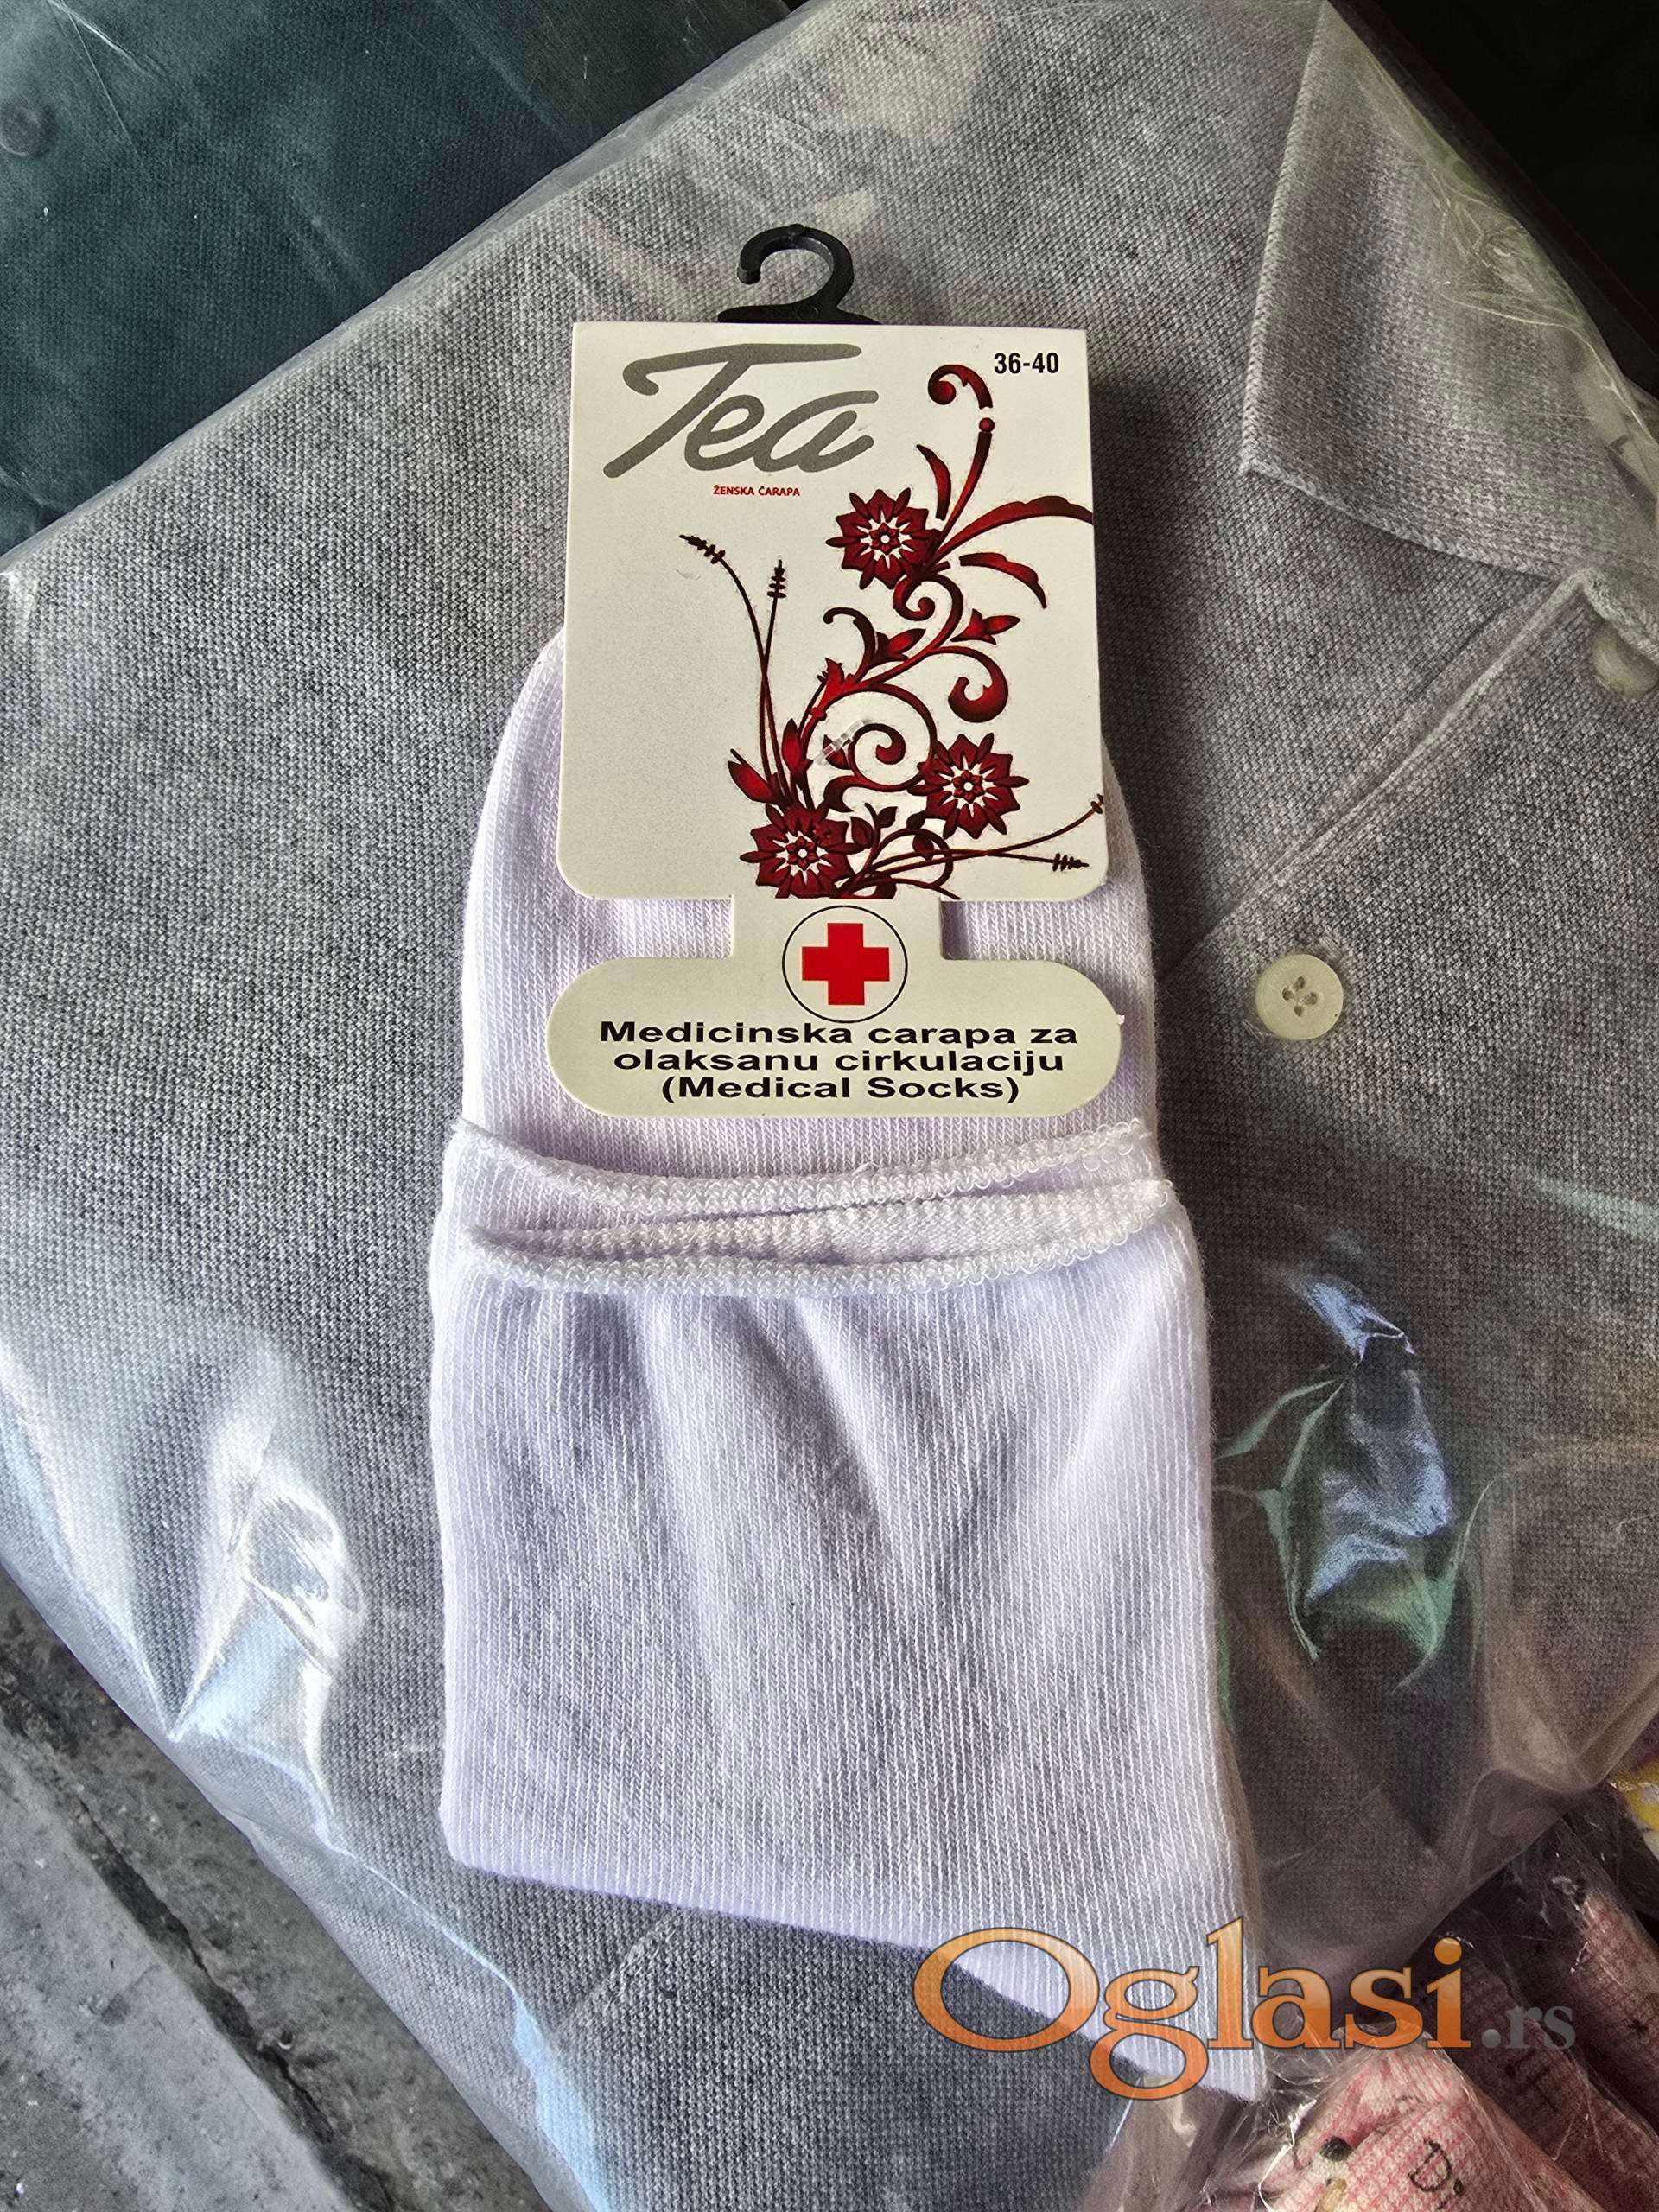 Tea
36-40
ŽENSKA ČARAPA
Medicinska carapa za
olaksanu cirkulaciju
(Medical Socks)
Oglasi.rs